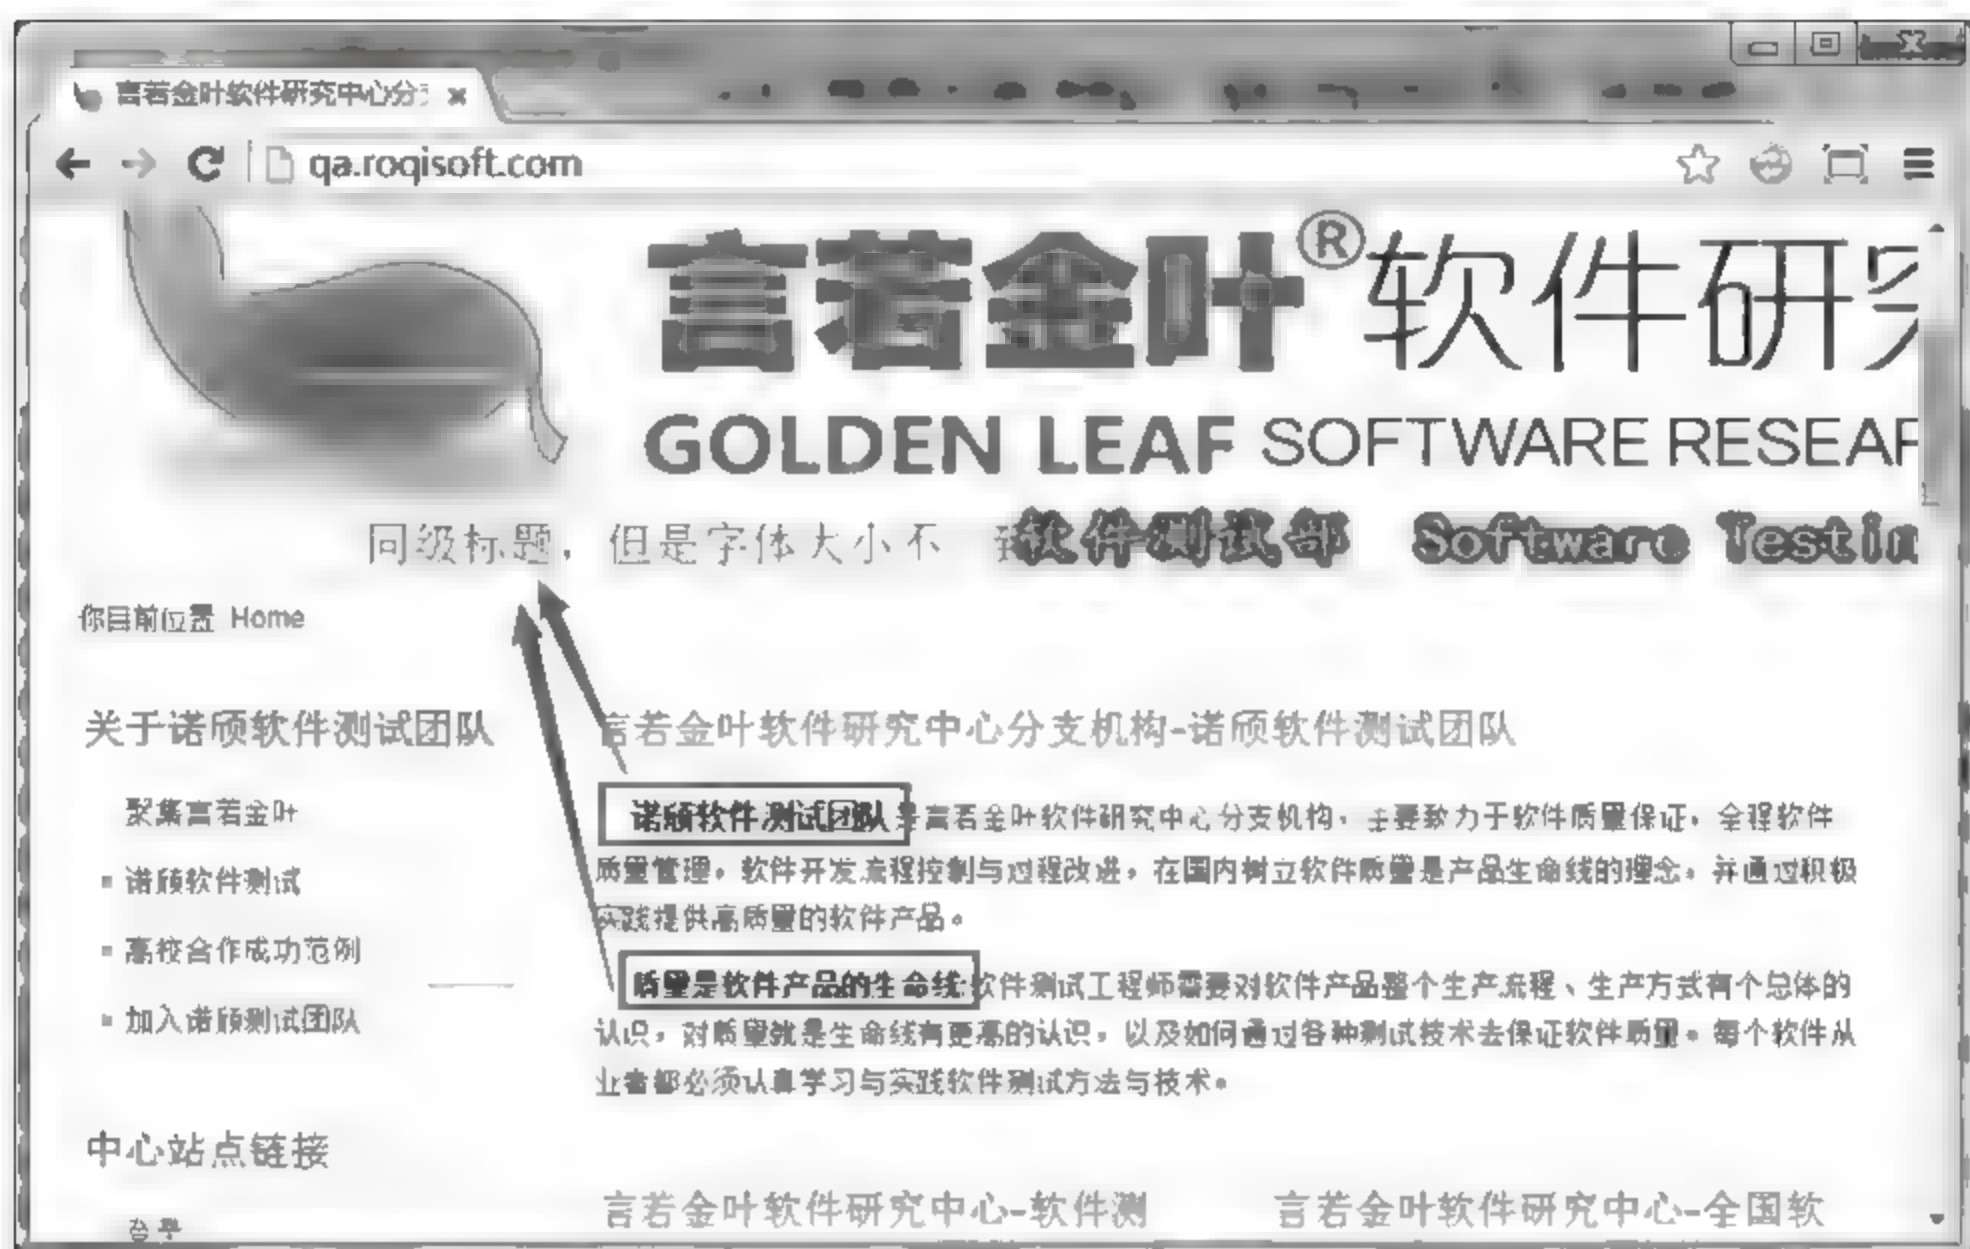 言若金叶软件研究中心分
qa.roqisoft.com
言若金叶®软件研究
GOLDEN LEAF SOFTWARE RESEAR
同级标题，但是字体大小不 致软件测试部 Software Testin
你目前位置 Home
关于诺颀软件测试团队
聚集言若金叶
诺颀软件测试
高校合作成功范例
加入诺颀测试团队
中心站点链接
言若金叶软件研究中心分支机构-诺颀软件测试团队
诺颀软件测试团队是言若金叶软件研究中心分支机构，主要致力于软件质量保证，全程软件
质量管理，软件开发流程控制与过程改进，在国内树立软件质量是产品生命线的理念，并通过积极
实践提供高质量的软件产品。
质量是软件产品的生命线:软件测试工程师需要对软件产品整个生产流程、生产方式有个总体的
认识，对质量就是生命线有更高的认识，以及如何通过各种测试技术去保证软件质量。每个软件从
业者都必须认真学习与实践软件测试方法与技术。
言若金叶软件研究中心-软件测
言若金叶软件研究中心-全国软